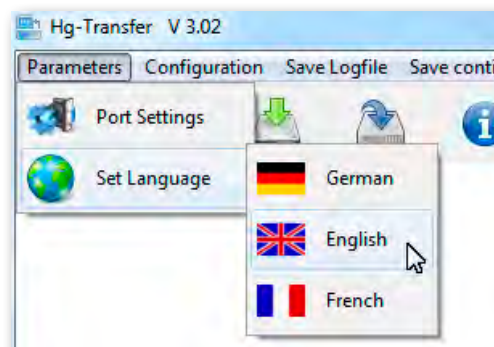 Hg-Transfer V 3.02
Parameters Configuration Save Logfile Save conti
Port Settings
Set Language
German
English
French